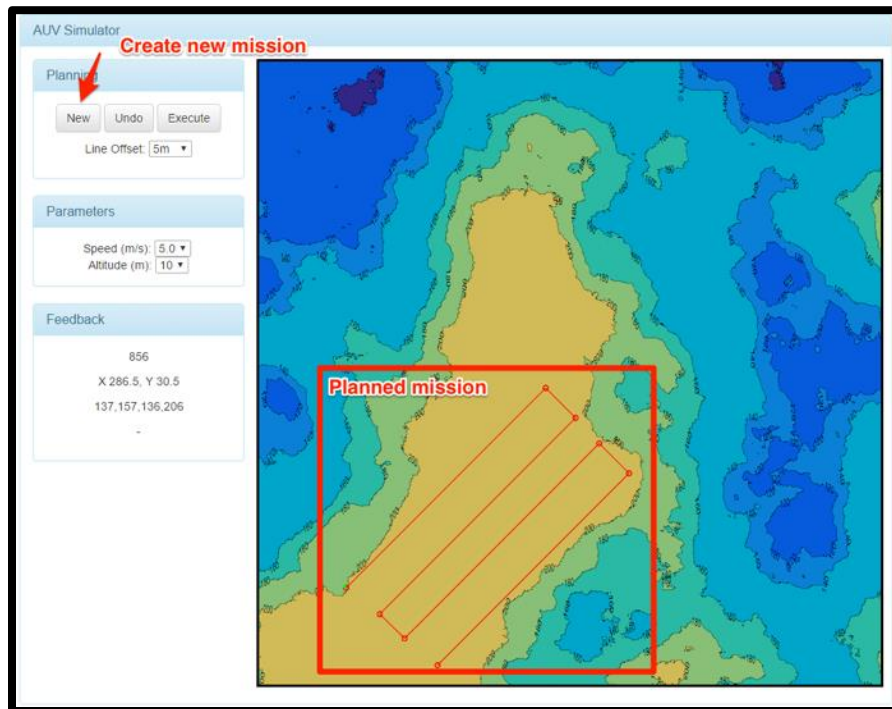 AUV Simulator
Create new mission
Planning
New Undo Execute
Line Offset: 5m
Parameters
Speed (m/s): 5.0
Altitude (m): 10
Feedback
856
X 286.5, Y 30.5
137,157,136,206
-
Planned mission